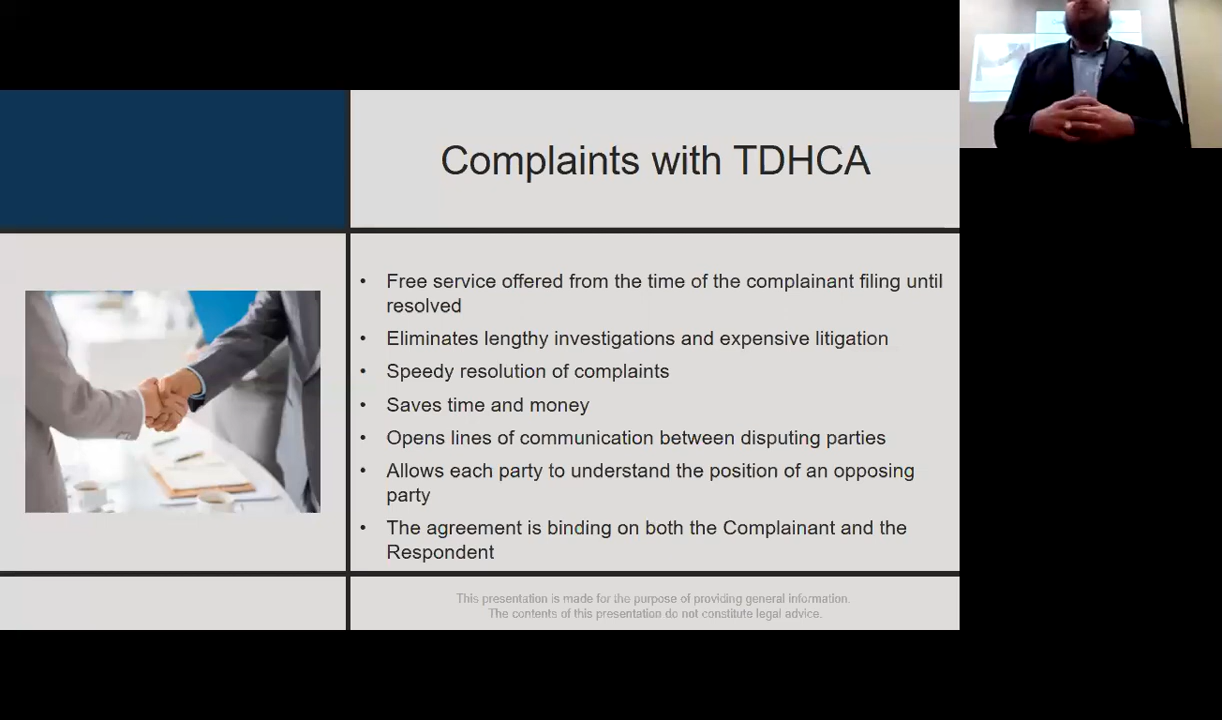 Complaints with TDHCA
• Free service offered from the time of the complainant filing until
resolved
• Eliminates lengthy investigations and expensive litigation
• Speedy resolution of complaints
• Saves time and money
• Opens lines of communication between disputing parties
• Allows each party to understand the position of an opposing
party
• The agreement is binding on both the Complainant and the
Respondent
This presentation is made for the purpose of providing general information.
The contents of this presentation do not constitute legal advice.